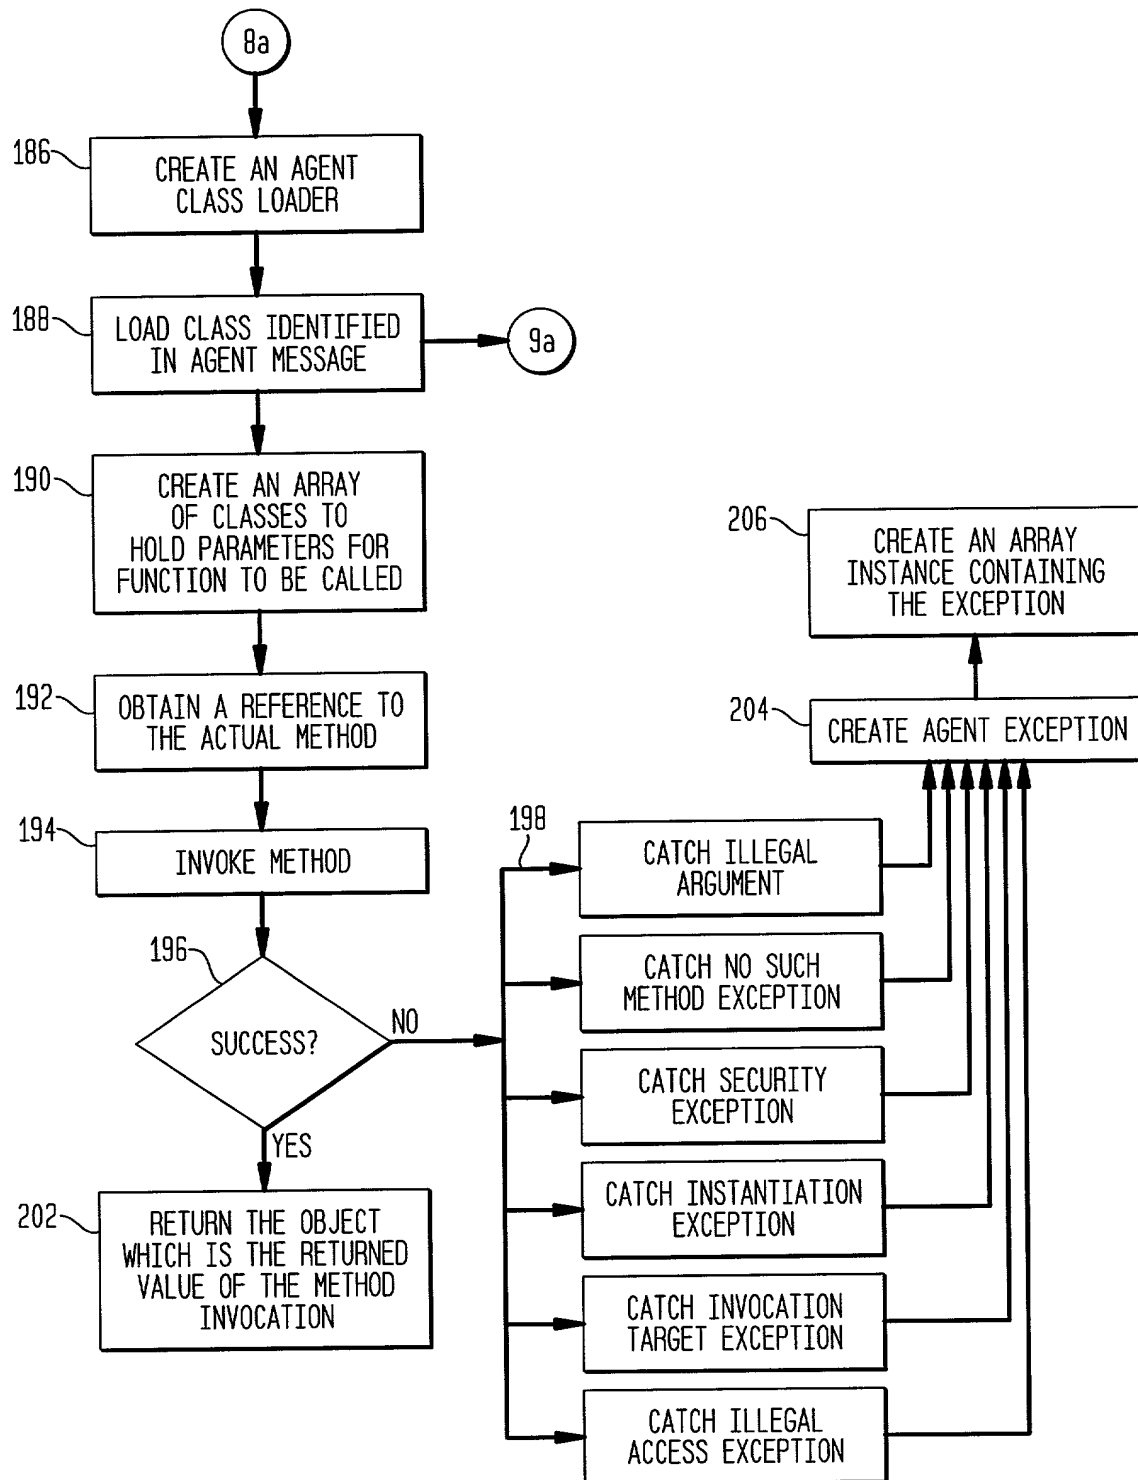 8a
186
CREATE AN AGENT
CLASS LOADER
188
LOAD CLASS IDENTIFIED
IN AGENT MESSAGE
9a
190
CREATE AN ARRAY
OF CLASSES TO
HOLD PARAMETERS FOR
FUNCTION TO BE CALLED
206
CREATE AN ARRAY
INSTANCE CONTAINING
THE EXCEPTION
192
OBTAIN A REFERENCE TO
THE ACTUAL METHOD
204
CREATE AGENT EXCEPTION
194
INVOKE METHOD
198
CATCH ILLEGAL
ARGUMENT
196
SUCCESS?
NO
YES
CATCH NO SUCH
METHOD EXCEPTION
CATCH SECURITY
EXCEPTION
CATCH INSTANTIATION
EXCEPTION
CATCH INVOCATION
TARGET EXCEPTION
CATCH ILLEGAL
ACCESS EXCEPTION
202
RETURN THE OBJECT
WHICH IS THE RETURNED
VALUE OF THE METHOD
INVOCATION